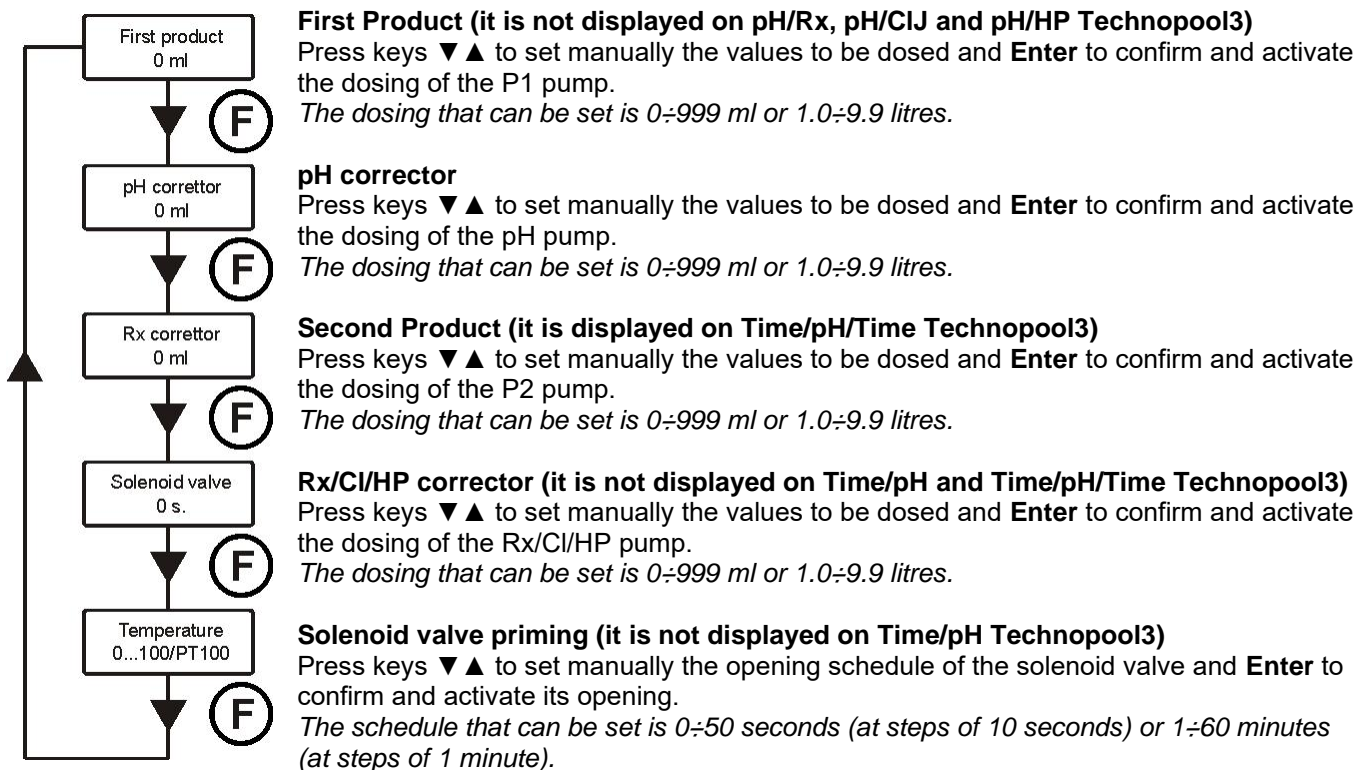 First product
0 ml
F
pH correttor
0 ml
F
Rx correttor
0 ml
F
Solenoid valve
0 s.
F
Temperature
0...100/PT100
F
First Product (it is not displayed on pH/Rx, pH/ClJ and pH/HP Technopool3)
Press keys ▼▲ to set manually the values to be dosed and Enter to confirm and activate
the dosing of the P1 pump.
The dosing that can be set is 0÷999 ml or 1.0÷9.9 litres.
pH corrector
Press keys ▼▲ to set manually the values to be dosed and Enter to confirm and activate
the dosing of the pH pump.
The dosing that can be set is 0÷999 ml or 1.0÷9.9 litres.
Second Product (it is displayed on Time/pH/Time Technopool3)
Press keys ▼▲ to set manually the values to be dosed and Enter to confirm and activate
the dosing of the P2 pump.
The dosing that can be set is 0÷999 ml or 1.0÷9.9 litres.
Rx/Cl/HP corrector (it is not displayed on Time/pH and Time/pH/Time Technopool3)
Press keys ▼▲ to set manually the values to be dosed and Enter to confirm and activate
the dosing of the Rx/Cl/HP pump.
The dosing that can be set is 0÷999 ml or 1.0÷9.9 litres.
Solenoid valve priming (it is not displayed on Time/pH Technopool3)
Press keys ▼▲ to set manually the opening schedule of the solenoid valve and Enter to
confirm and activate its opening.
The schedule that can be set is 0÷50 seconds (at steps of 10 seconds) or 1÷60 minutes
(at steps of 1 minute).